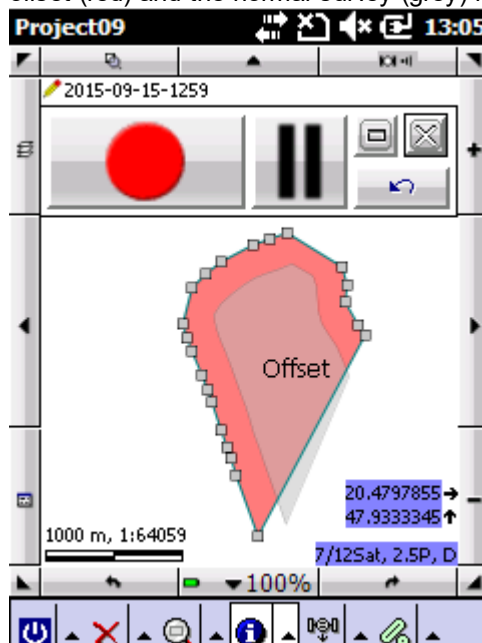 Project09 13:05
2015-09-15-1259
Offset
20.4797855
47.9333345
1000 m, 1:64059
7/12Sat, 2.5P, D
100%